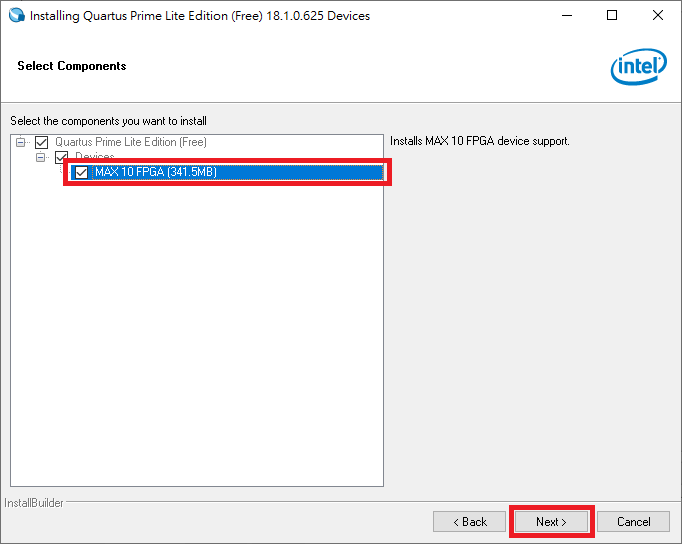 Installing Quartus Prime Lite Edition (Free) 18.1.0.625 Devices
Select Components
intel
Select the components you want to install
Quartus Prime Lite Edition (Free)
Devices
MAX 10 FPGA (341.5MB)
Installs MAX 10 FPGA device support.
InstallBuilder
< Back
Next >
Cancel